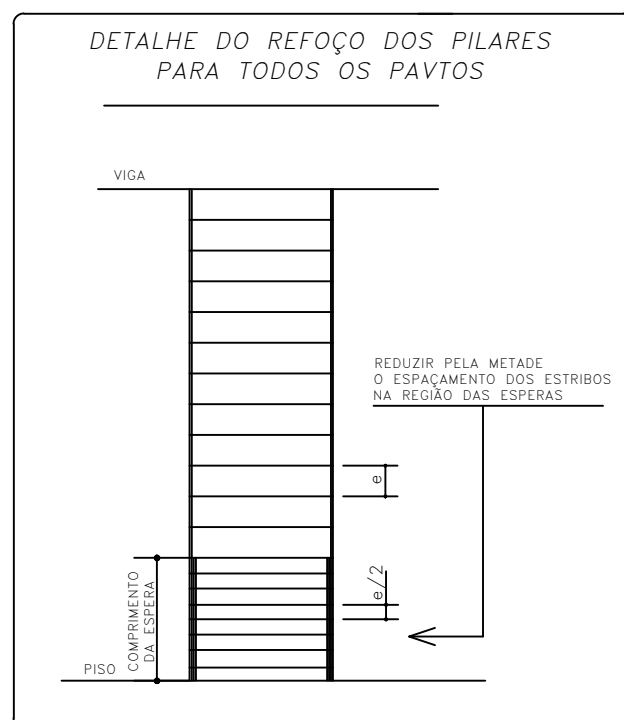 DETALHE DO REFOÇO DOS PILARES
PARA TODOS OS PAVTOS
VIGA
REDUZIR PELA METADE
O ESPAÇAMENTO DOS ESTRIBOS
NA REGIÃO DAS ESPERAS
e
e/2
COMPRIMENTO
DA ESPERA
PISO